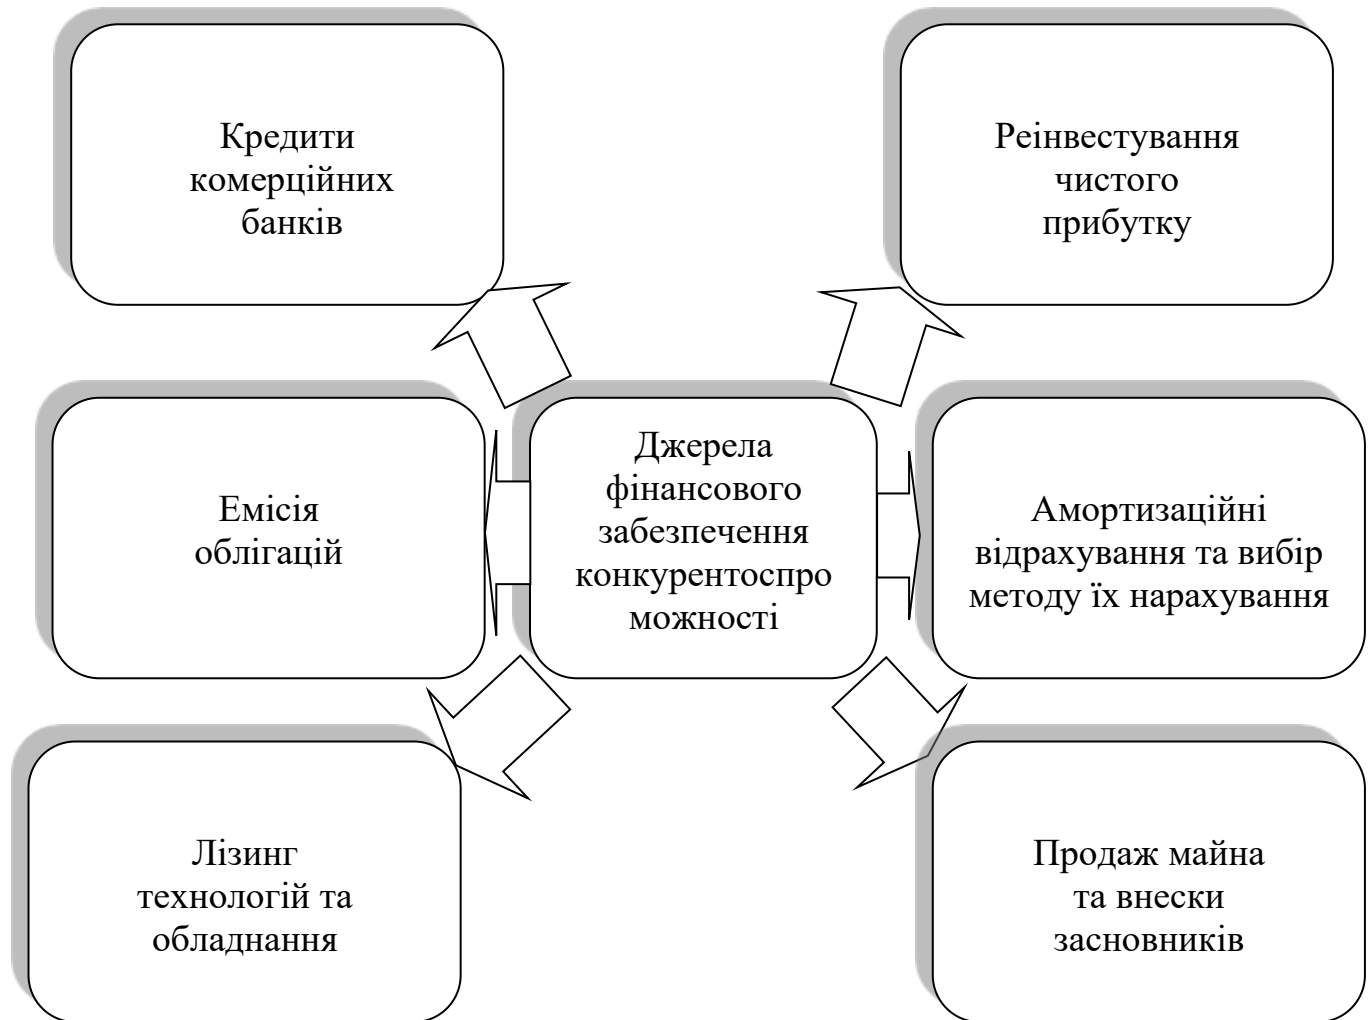 Кредити
комерційних
банків
Реінвестування
чистого
прибутку
Емісія
облігацій
Джерела
фінансового
забезпечення
конкурентоспро
можності
Амортизаційні
відрахування та вибір
методу їх нарахування
Лізинг
технологій та
обладнання
Продаж майна
та внески
засновників